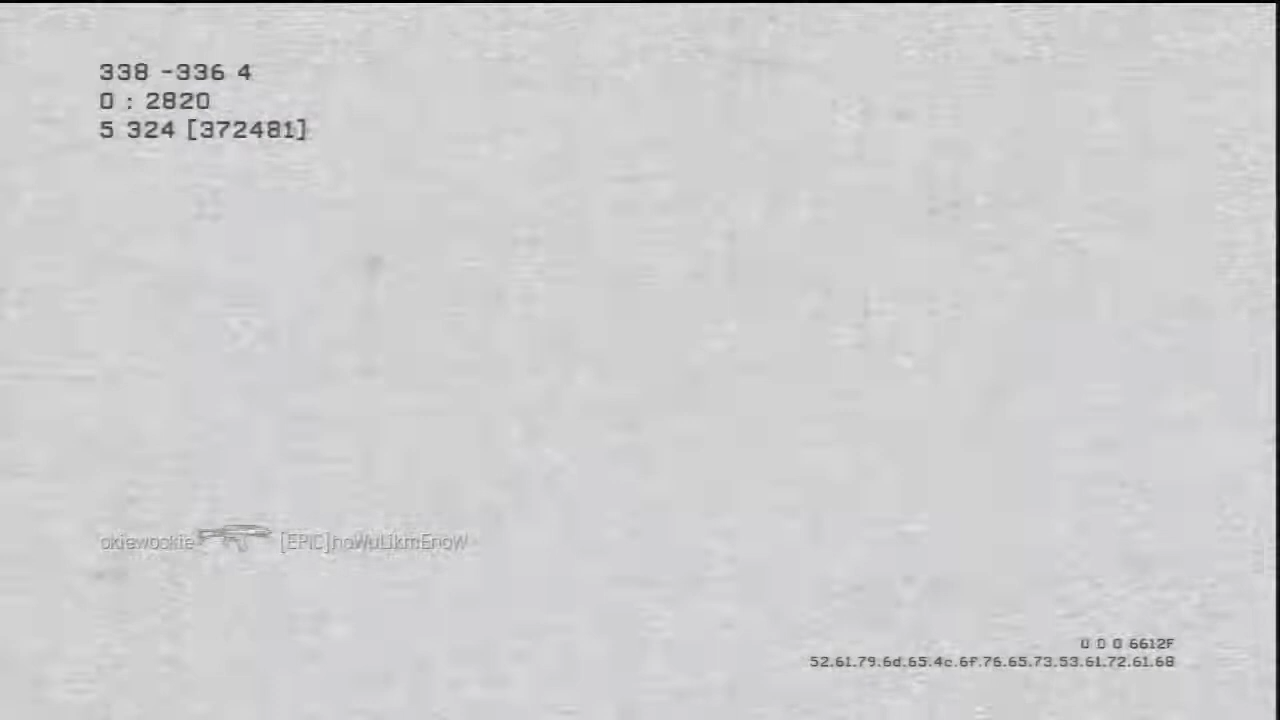 338 -336 4
0 : 2820
5 324 [372481]
okiewookie [EPiC]noWuLikmEnoW
0 0 0 6612F
52.61.79.6d.65.4c.6f.76.65.73.53.61.72.61.68